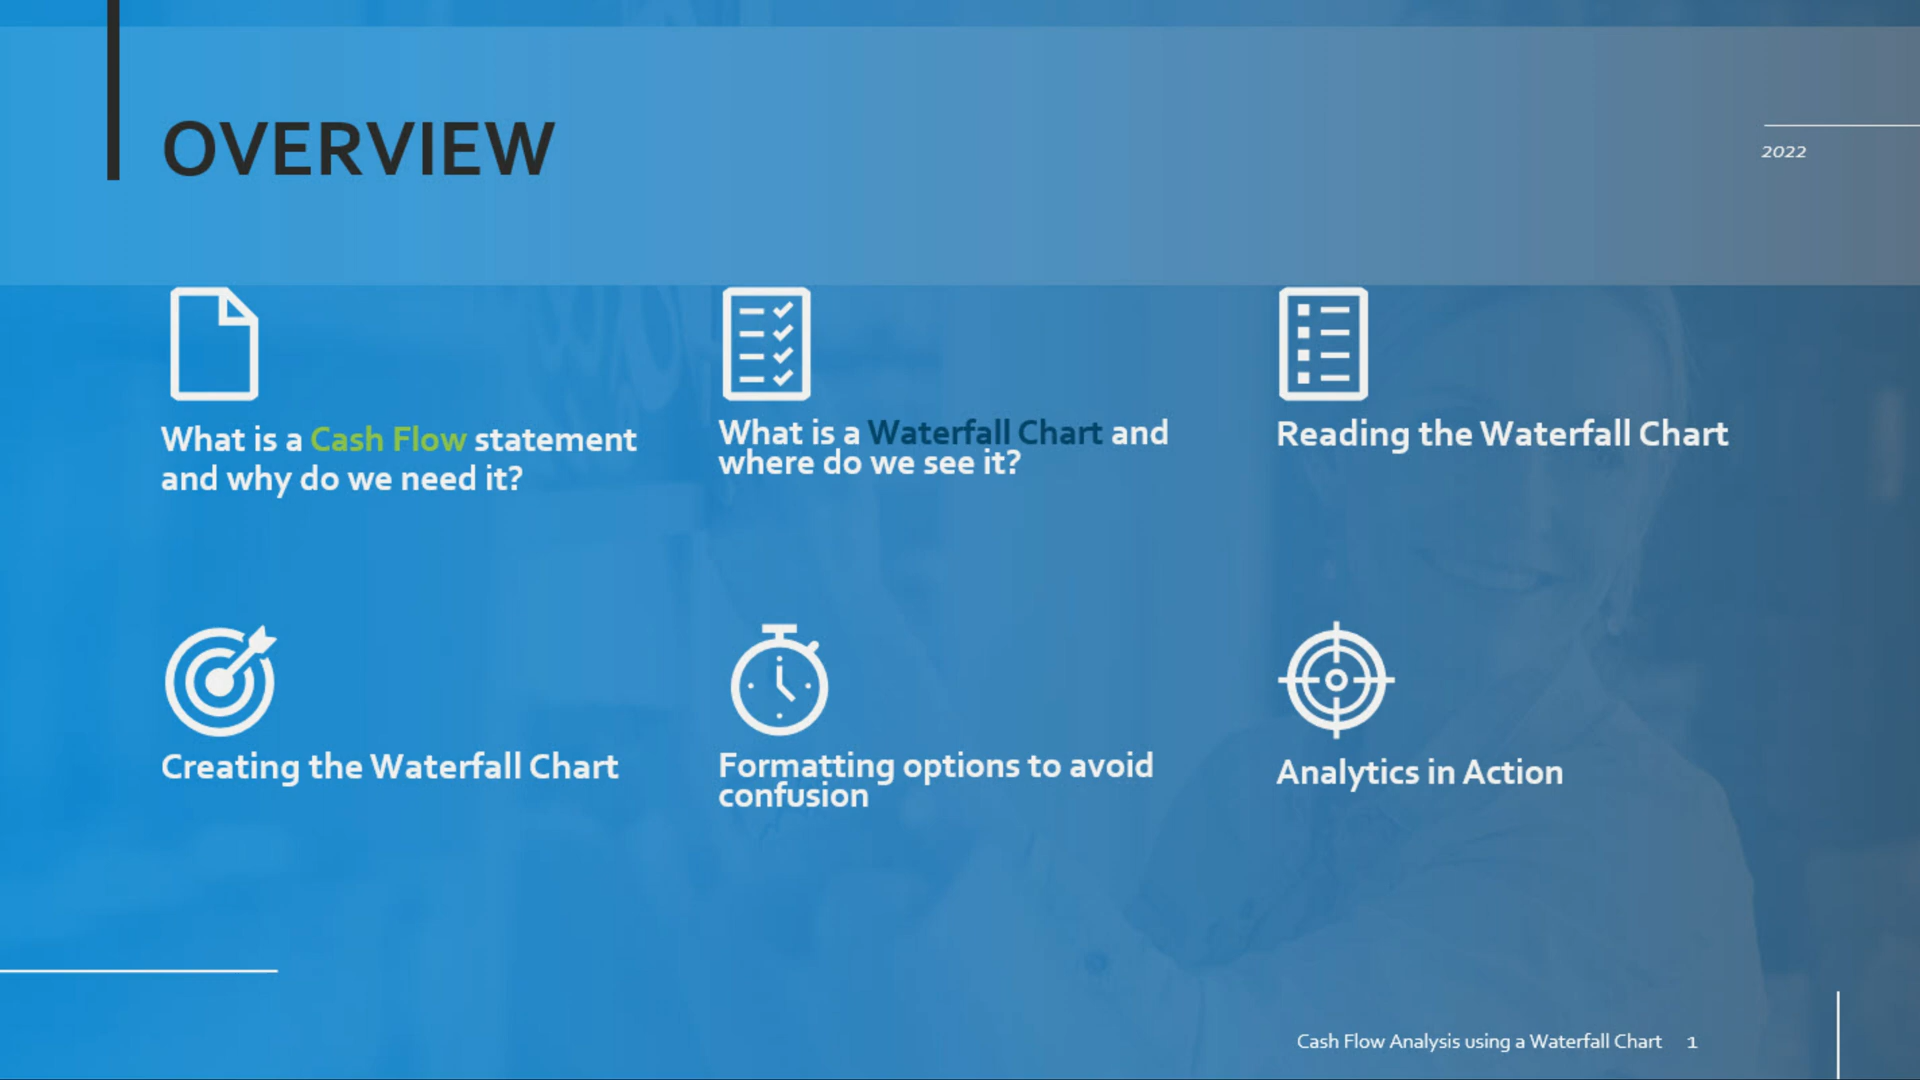 OVERVIEW
2022
What is a Cash Flow statement
and why do we need it?
What is a Waterfall Chart and
where do we see it?
Reading the Waterfall Chart
Creating the Waterfall Chart
Formatting options to avoid
confusion
Analytics in Action
Cash Flow Analysis using a Waterfall Chart 1